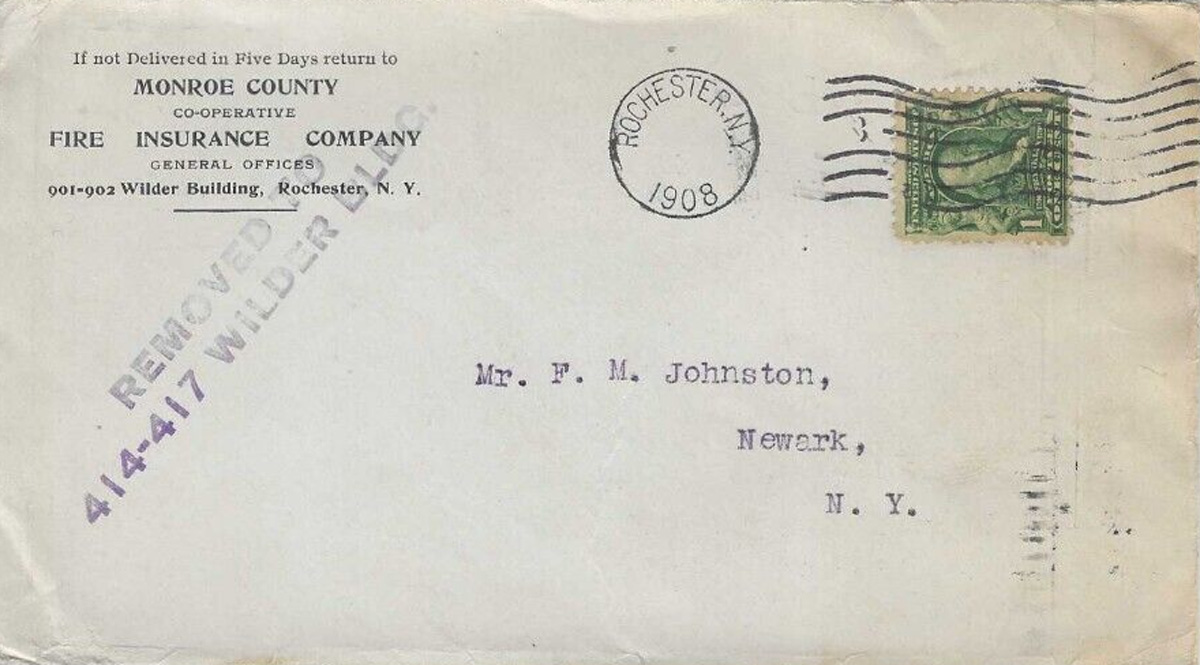 If not Delivered in Five Days return to
MONROE COUNTY
CO-OPERATIVE
FIRE INSURANCE COMPANY
GENERAL OFFICES
901-902 Wilder Building, Rochester, N. Y.
REMOVED TO
414-417 WILDER BLDG.
ROCHESTER, N.Y.
1908
1
Mr. F. M. Johnston,
Newark,
N. Y.